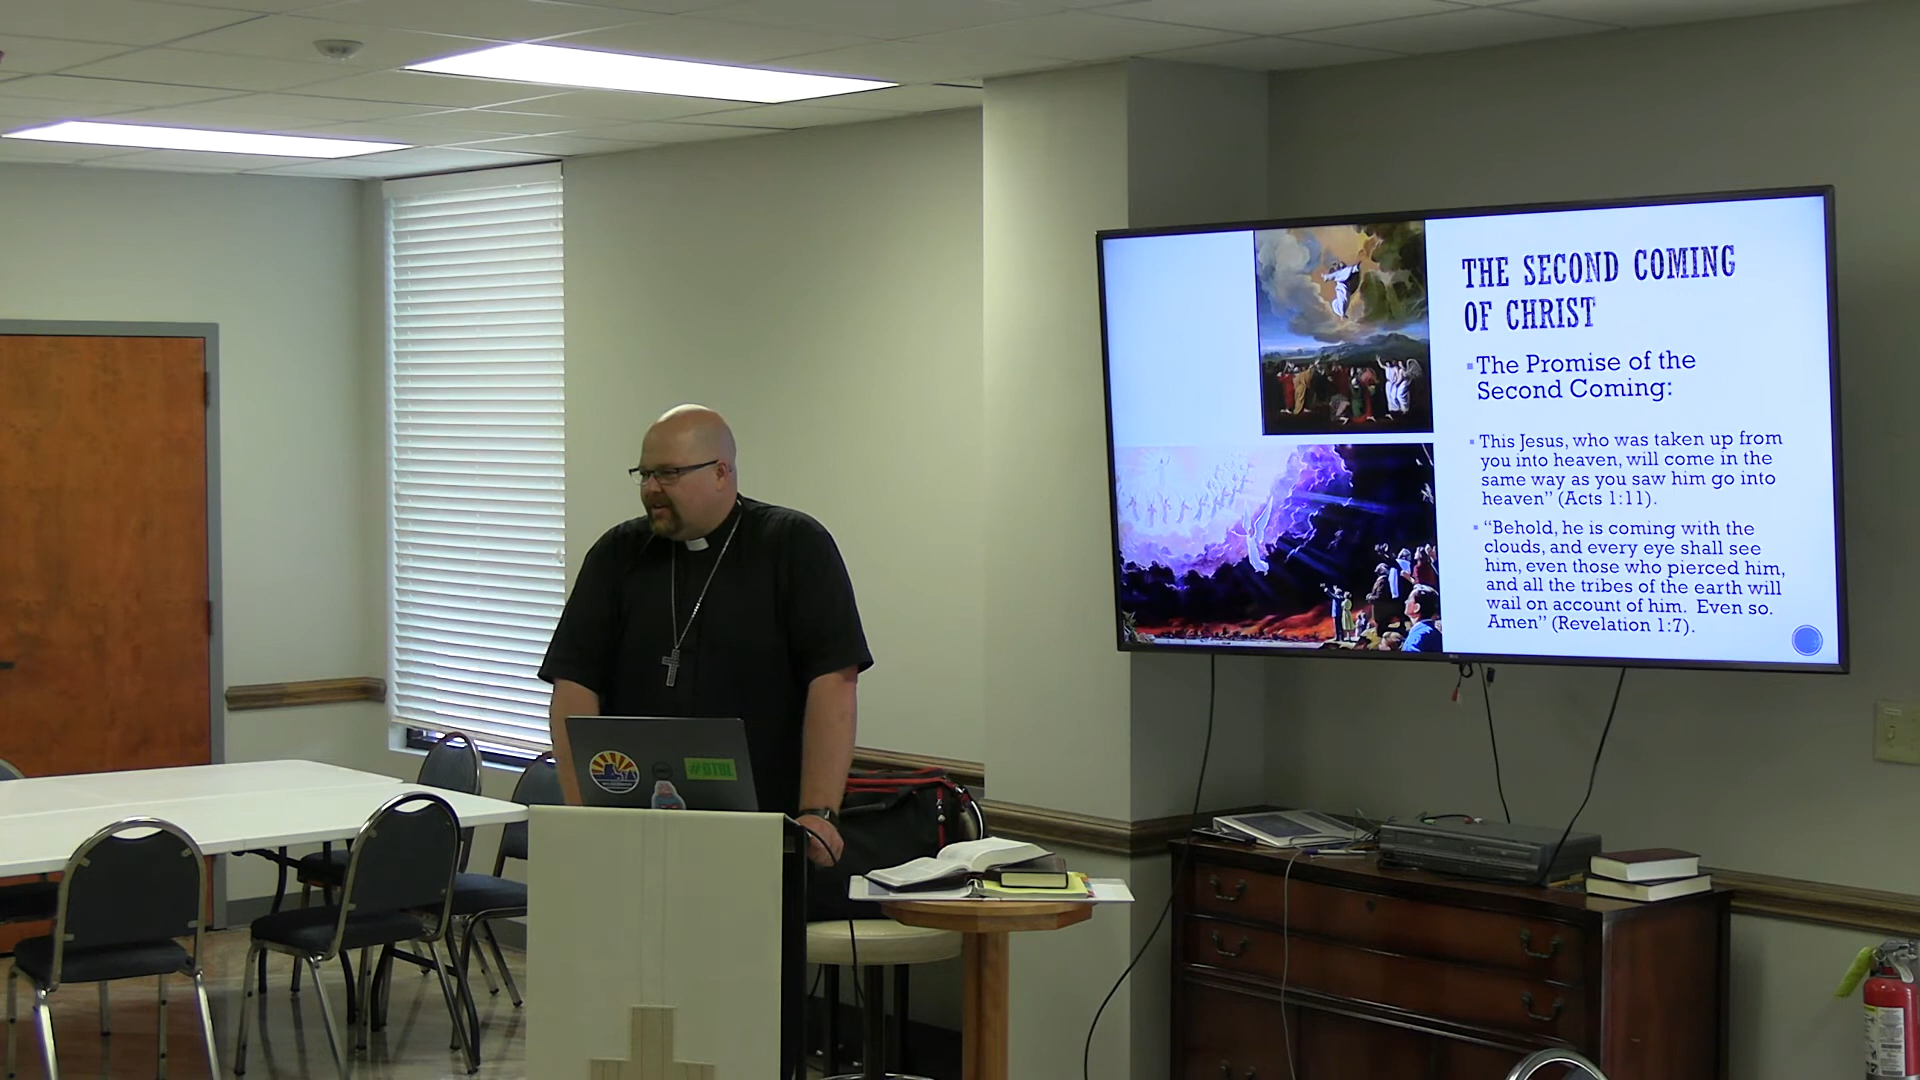 THE SECOND COMING
OF CHRIST
The Promise of the
Second Coming:
This Jesus, who was taken up from
you into heaven, will come in the
same way as you saw him go into
heaven” (Acts 1:11).
“Behold, he is coming with the
clouds, and every eye shall see
him, even those who pierced him,
and all the tribes of the earth will
wail on account of him. Even so.
Amen” (Revelation 1:7).
#GTBL